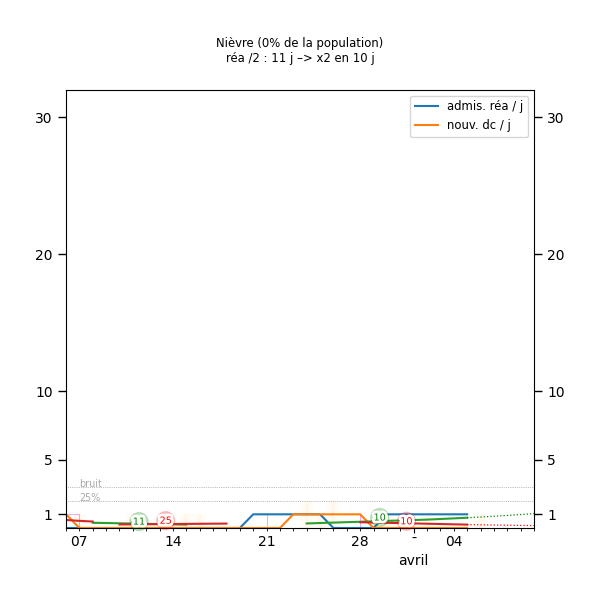 Nièvre (0% de la population)
réa /2 : 11 j –> x2 en 10 j
admis. réa / j
nouv. dc / j
30 30
20 20
10 10
5 5
bruit
25%
1 1
11 25 10 10
07 14 21 28 - 04
avril